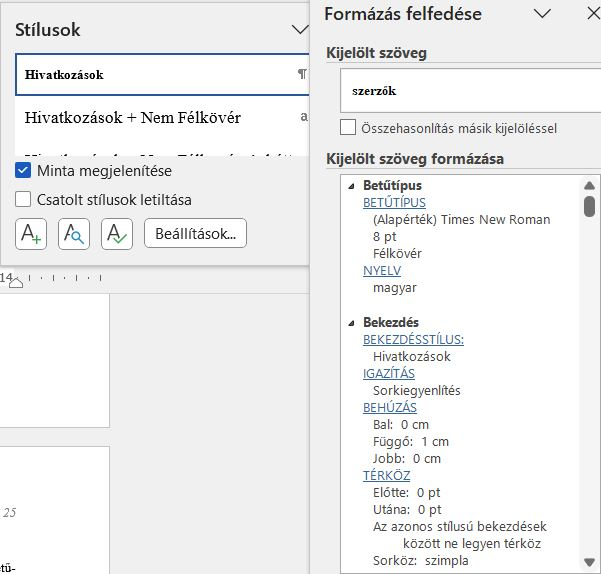 Stílusok
Hivatkozások ¶
Hivatkozások + Nem Félkövér a
Minta megjelenítése
Csatolt stílusok letiltása
Beállítások...
14
25
etű-
Formázás felfedése
Kijelölt szöveg
szerzők
Összehasonlítás másik kijelöléssel
Kijelölt szöveg formázása
Betűtípus
BETŰTÍPUS
(Alapérték) Times New Roman
8 pt
Félkövér
NYELV
magyar
Bekezdés
BEKEZDÉSSTÍLUS:
Hivatkozások
IGAZÍTÁS
Sorkiegyenlítés
BEHÚZÁS
Bal: 0 cm
Függő: 1 cm
Jobb: 0 cm
TÉRKÖZ
Előtte: 0 pt
Utána: 0 pt
Az azonos stílusú bekezdések
között ne legyen térköz
Sorköz: szimpla